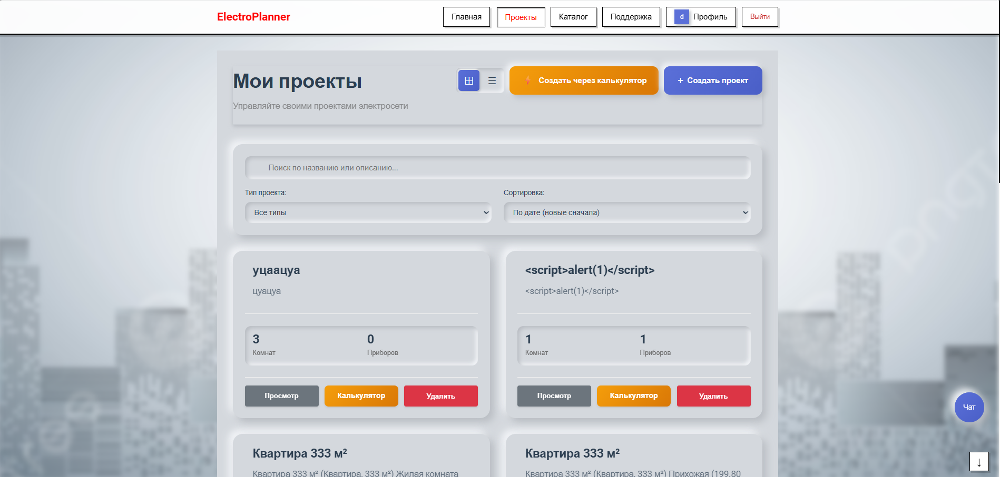 ElectroPlanner
Главная
Проекты
Каталог
Поддержка
d Профиль
Выйти
Мои проекты
Создать через калькулятор
+ Создать проект
Управляйте своими проектами электросети
Поиск по названию или описанию...
Тип проекта:
Сортировка:
Все типы
По дате (новые сначала)
уцаацуа
цуацуа
3
0
Комнат
Приборов
Просмотр
Калькулятор
Удалить
<script>alert(1)</script>
<script>alert(1)</script>
1
1
Комнат
Приборов
Просмотр
Калькулятор
Удалить
Квартира 333 м²
Квартира 333 м² (Квартира, 333 м²) Жилая комната
Квартира 333 м²
Квартира 333 м² (Квартира, 333 м²) Прихожая (199.80
Чат
↓